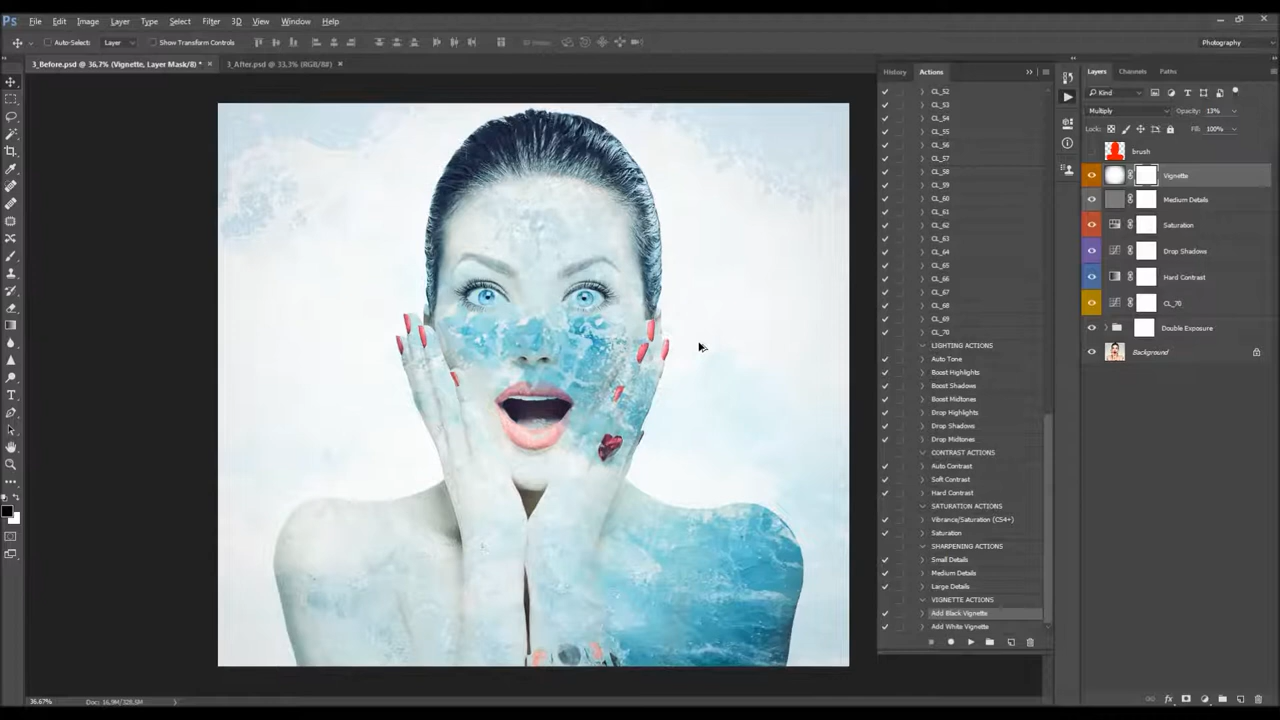 Ps File Edit Image Layer Type Select Filter 3D View Window Help
Auto-Select: Layer Show Transform Controls Photography
3_Before.psd @ 36,7% (Vignette, Layer Mask/8) * × 3_After.psd @ 33,3% (RGB/8#) ×
History Actions
CL_52
CL_53
CL_54
CL_55
CL_56
CL_57
CL_58
CL_59
CL_60
CL_61
CL_62
CL_63
CL_64
CL_65
CL_66
CL_67
CL_68
CL_69
CL_70
LIGHTING ACTIONS
Auto Tone
Boost Highlights
Boost Shadows
Boost Midtones
Drop Highlights
Drop Shadows
Drop Midtones
CONTRAST ACTIONS
Auto Contrast
Soft Contrast
Hard Contrast
SATURATION ACTIONS
Vibrance/Saturation (CS4+)
Saturation
SHARPENING ACTIONS
Small Details
Medium Details
Large Details
VIGNETTE ACTIONS
Add Black Vignette
Add White Vignette
Layers Channels Paths
Kind
Multiply Opacity: 13%
Lock: Fill: 100%
brush
Vignette
Medium Details
Saturation
Drop Shadows
Hard Contrast
CL_70
Double Exposure
Background
36.67% Doc: 16,9M/328,5M